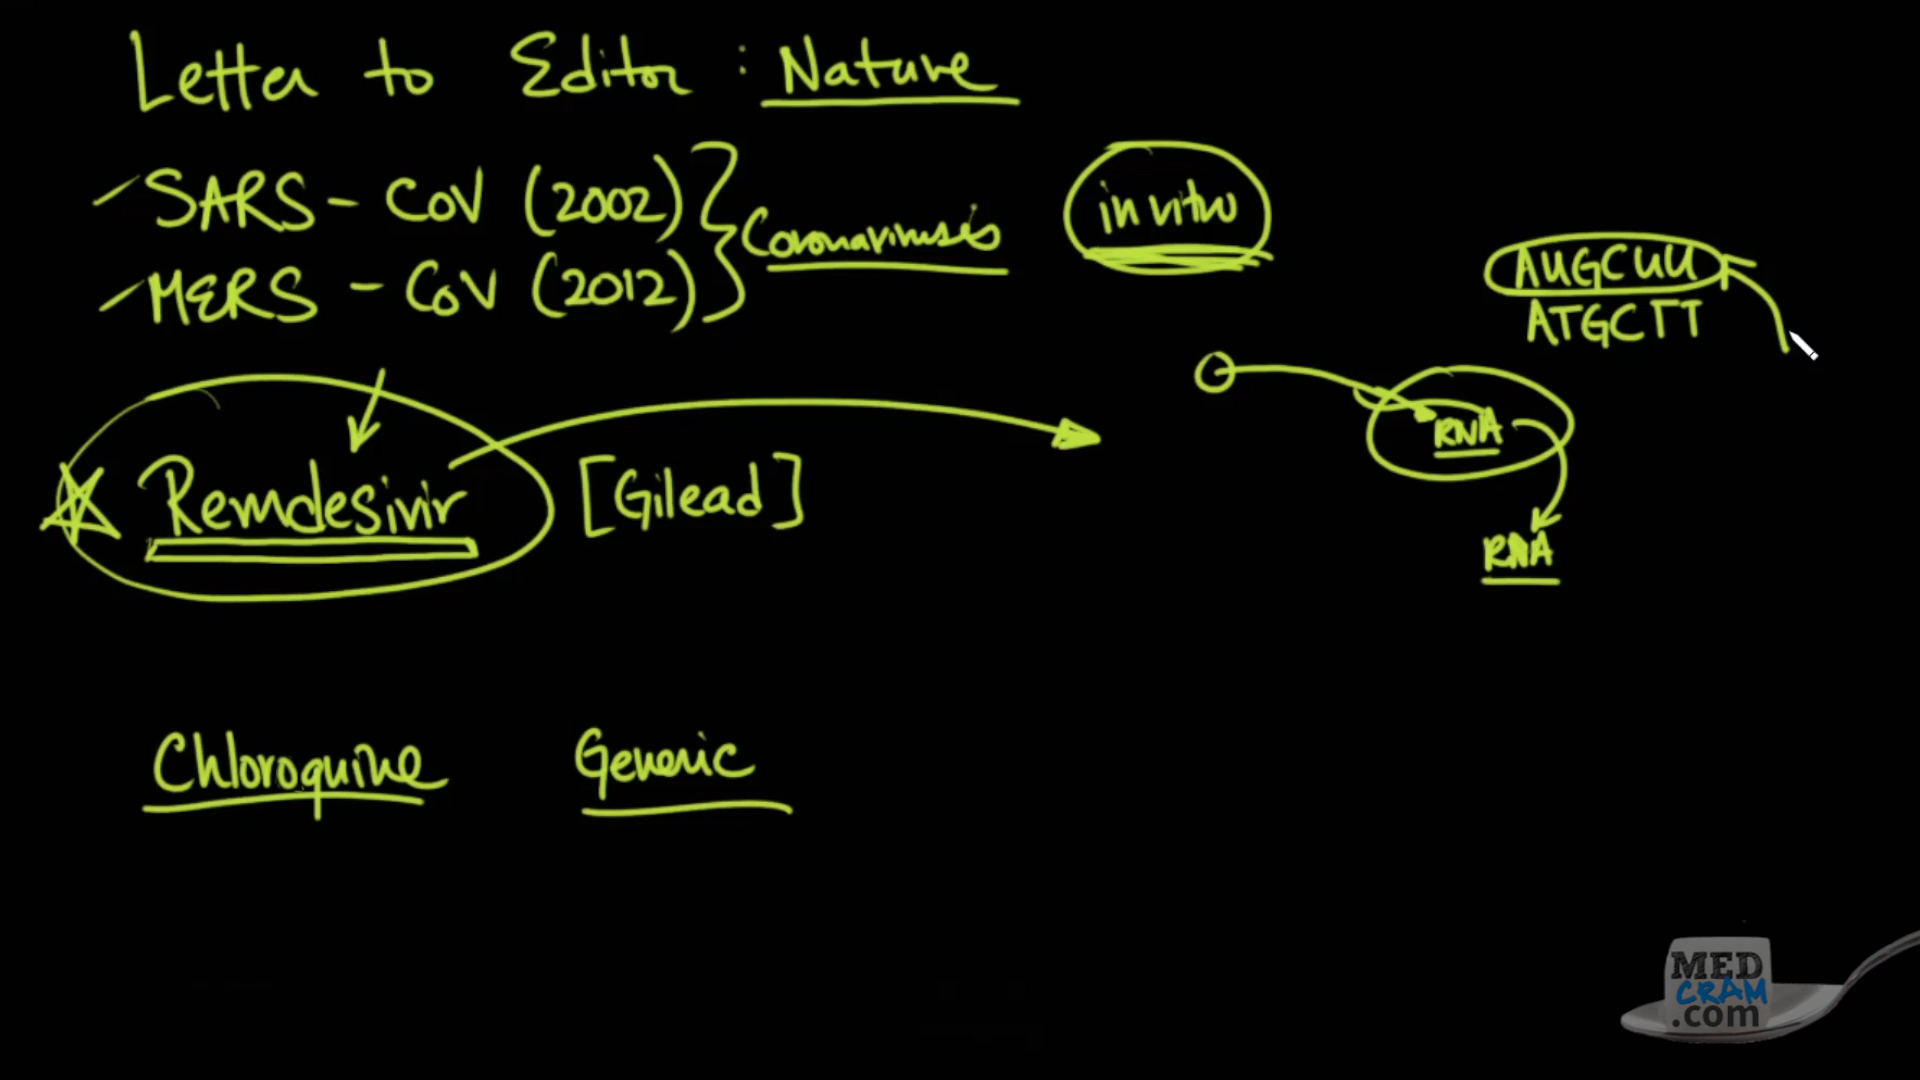 Letter to Editor : Nature
SARS - CoV (2002)
MERS - CoV (2012)
Coronaviruses
in vitro
AUGCUU
ATGCTT
RNA
RNA
Remdesivir [Gilead]
Chloroquine Generic
MED
CRAM
.com